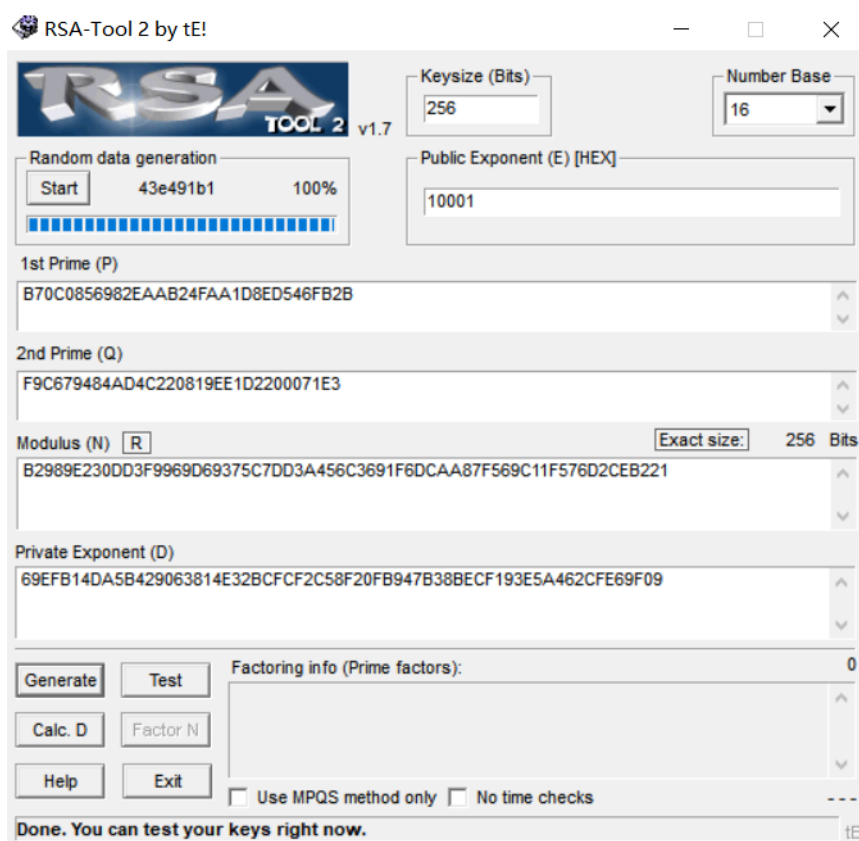 RSA-Tool 2 by tE!
Keysize (Bits)
Number Base
RSA
TOOL 2
v1.7
256
16
Random data generation
Public Exponent (E) [HEX]
Start
43e491b1
100%
10001
1st Prime (P)
B70C0856982EAAB24FAA1D8ED546FB2B
2nd Prime (Q)
F9C679484AD4C220819EE1D2200071E3
Modulus (N)
R
Exact size:
256 Bits
B2989E230DD3F9969D69375C7DD3A456C3691F6DCAA87F569C11F576D2CEB221
Private Exponent (D)
69EFB14DA5B429063814E32BCFCF2C58F20FB947B38BECF193E5A462CFE69F09
Generate
Test
Factoring info (Prime factors):
0
Calc. D
Factor N
Help
Exit
Use MPQS method only
No time checks
---
Done. You can test your keys right now.
tE